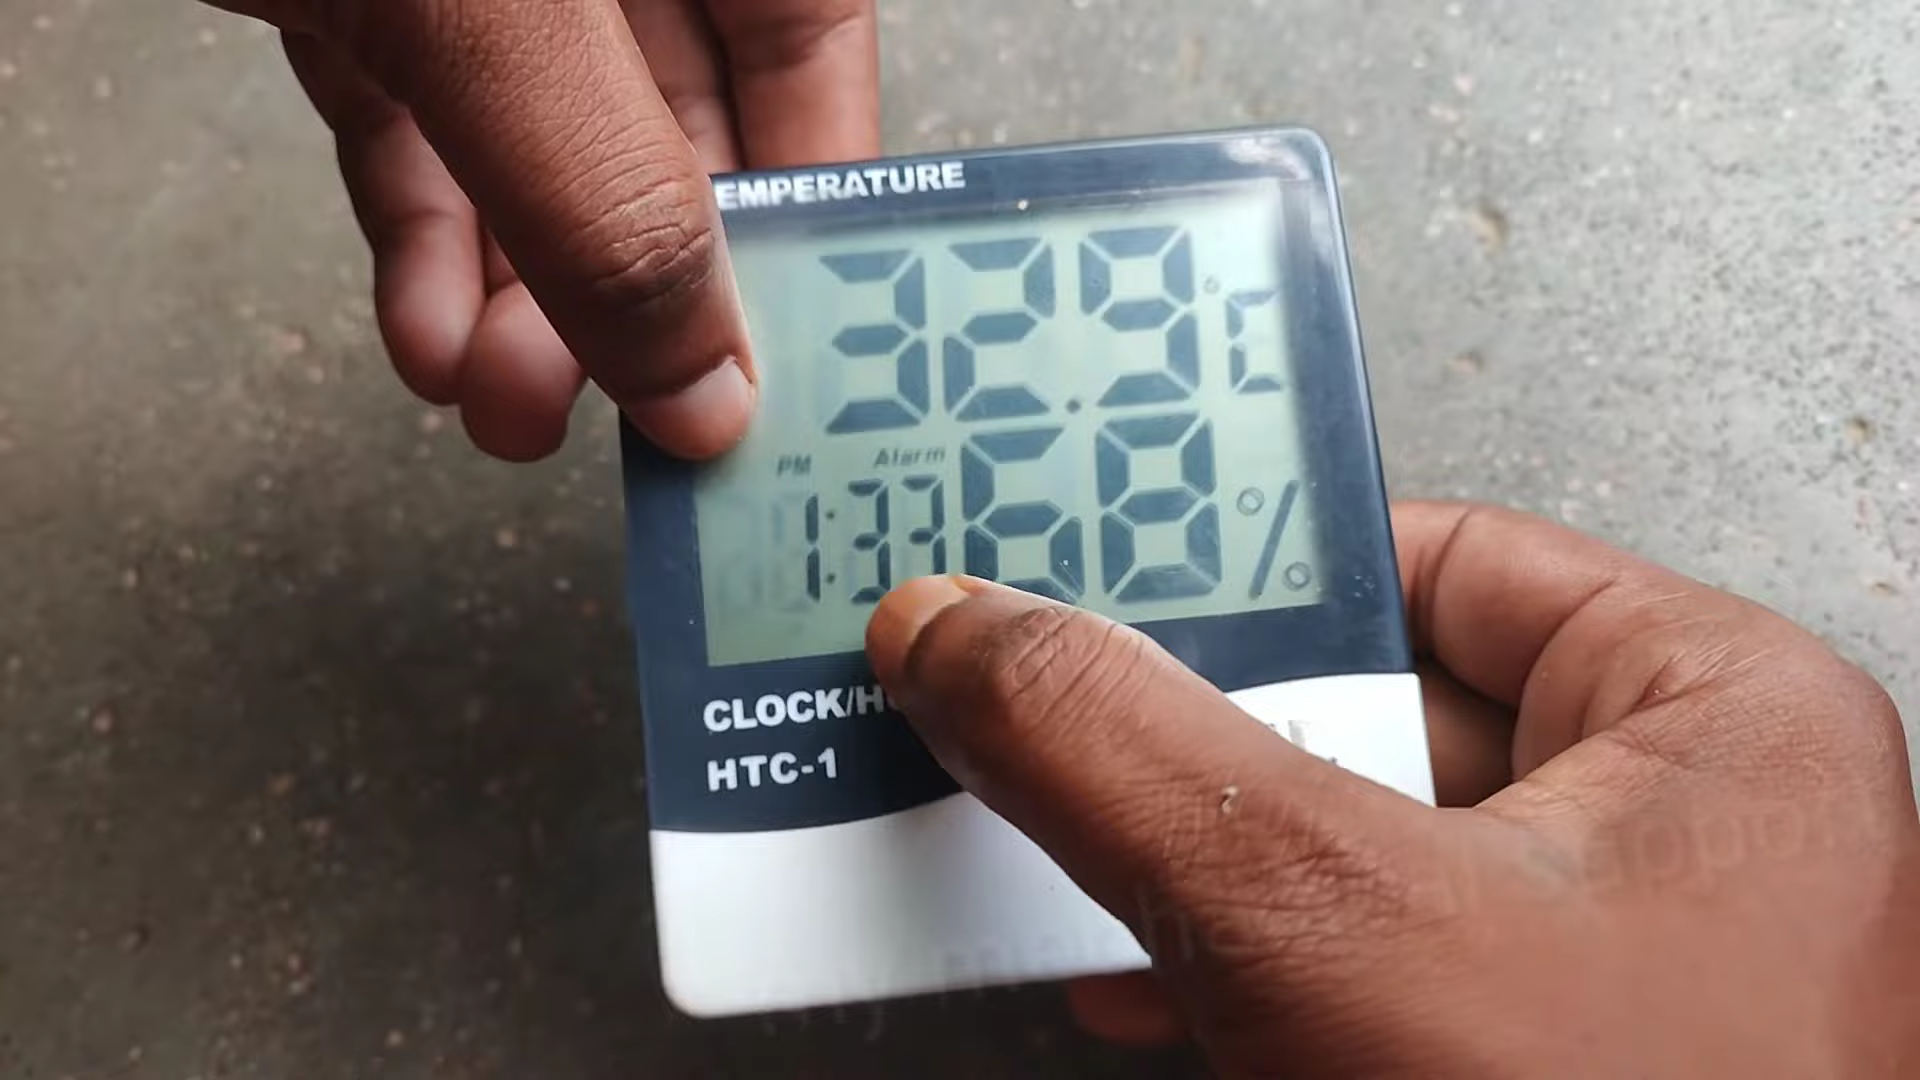 EMPERATURE
32.9 °C
PM Alarm
1:33 68 %
CLOCK/H
HTC-1